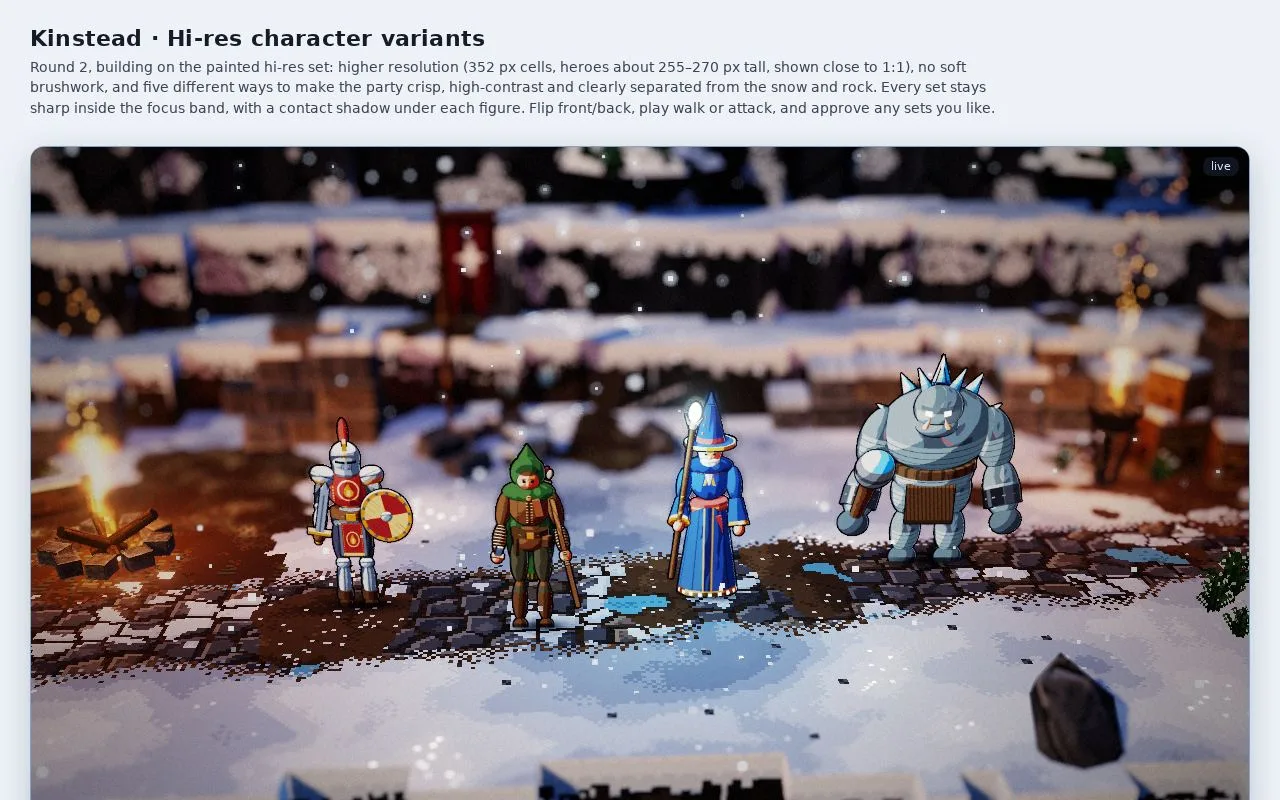 Kinstead · Hi-res character variants
Round 2, building on the painted hi-res set: higher resolution (352 px cells, heroes about 255–270 px tall, shown close to 1:1), no soft
brushwork, and five different ways to make the party crisp, high-contrast and clearly separated from the snow and rock. Every set stays
sharp inside the focus band, with a contact shadow under each figure. Flip front/back, play walk or attack, and approve any sets you like.
live